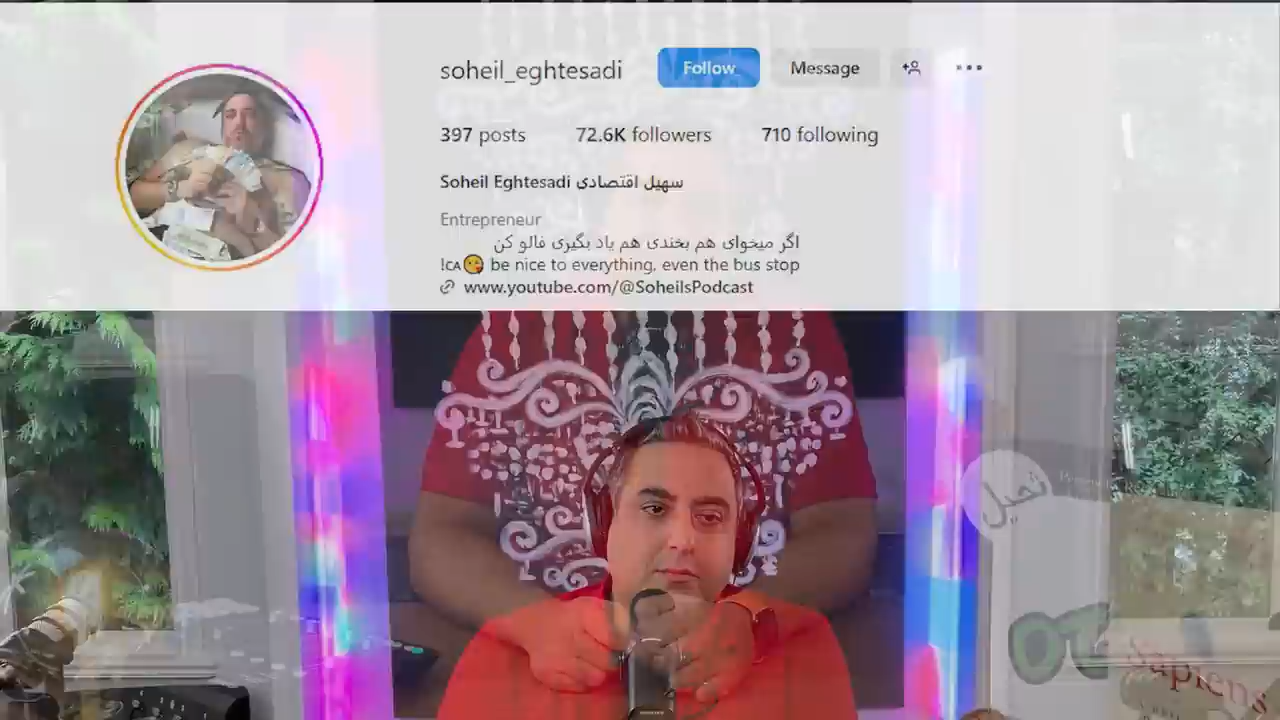 soheil_eghtesadi Follow Message
397 posts 72.6K followers 710 following
Soheil Eghtesadi سهیل اقتصادی
Entrepreneur
اگر میخوای هم بخندی هم یاد بگیری فالو کن
!CA😘 be nice to everything, even the bus stop
www.youtube.com/@SoheilsPodcast
Sapiens